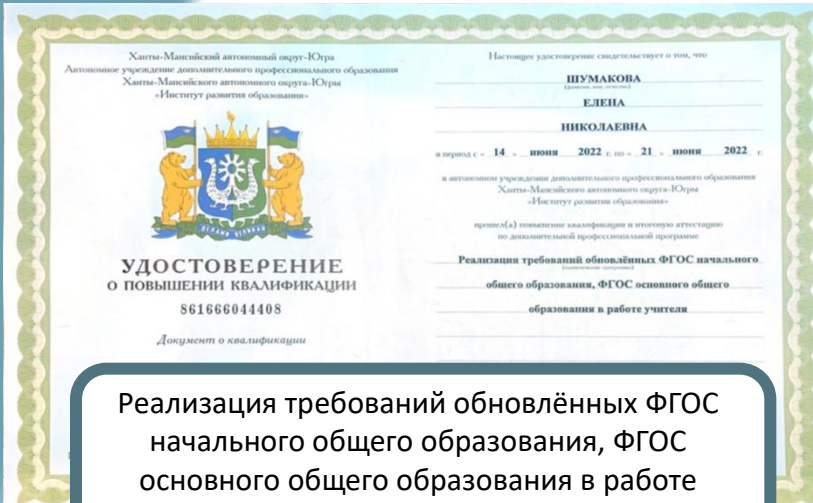 Ханты-Мансийский автономный округ-Югра
Автономное учреждение дополнительного профессионального образования
Ханты-Мансийского автономного округа-Югры
«Институт развития образования»
ДЕЛАМИ ВЕЛИКАЯ
УДОСТОВЕРЕНИЕ
О ПОВЫШЕНИИ КВАЛИФИКАЦИИ
861666044408
Документ о квалификации
Настоящее удостоверение свидетельствует о том, что
ШУМАКОВА
(фамилия, имя, отчество)
ЕЛЕНА
НИКОЛАЕВНА
в период с « 14 » июня 2022 г. по « 21 » июня 2022 г.
в автономном учреждении дополнительного профессионального образования
Ханты-Мансийского автономного округа-Югры
«Институт развития образования»
прошел(а) повышение квалификации и итоговую аттестацию
по дополнительной профессиональной программе
Реализация требований обновлённых ФГОС начального
(наименование программы)
общего образования, ФГОС основного общего
образования в работе учителя
Реализация требований обновлённых ФГОС
начального общего образования, ФГОС
основного общего образования в работе